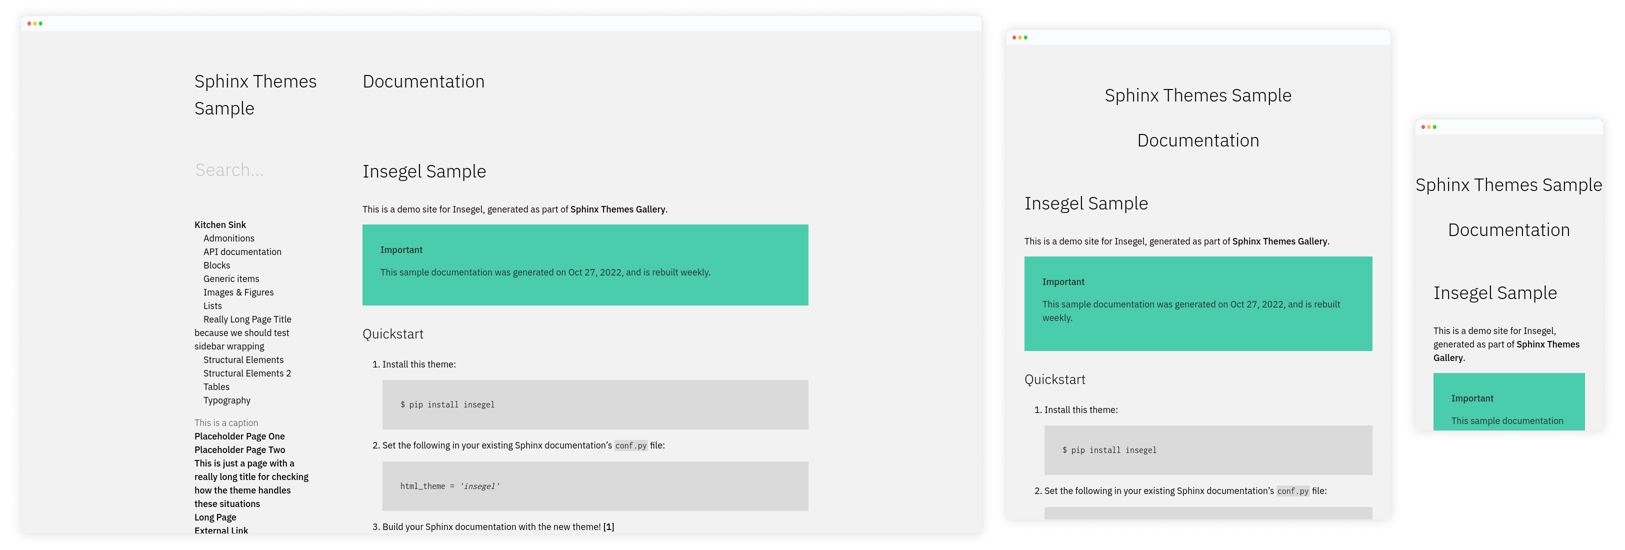 Sphinx Themes
Sample
Search...
Kitchen Sink
Admonitions
API documentation
Blocks
Generic items
Images & Figures
Lists
Really Long Page Title
because we should test
sidebar wrapping
Structural Elements
Structural Elements 2
Tables
Typography
This is a caption
Placeholder Page One
Placeholder Page Two
This is just a page with a
really long title for checking
how the theme handles
these situations
Long Page
External Link
Documentation
Insegel Sample
This is a demo site for Insegel, generated as part of Sphinx Themes Gallery.
Important
This sample documentation was generated on Oct 27, 2022, and is rebuilt weekly.
Quickstart
1. Install this theme:
$ pip install insegel
2. Set the following in your existing Sphinx documentation’s conf.py file:
html_theme = 'insegel'
3. Build your Sphinx documentation with the new theme! [1]
Sphinx Themes Sample
Documentation
Insegel Sample
This is a demo site for Insegel, generated as part of Sphinx Themes Gallery.
Important
This sample documentation was generated on Oct 27, 2022, and is rebuilt
weekly.
Quickstart
1. Install this theme:
$ pip install insegel
2. Set the following in your existing Sphinx documentation’s conf.py file:
Sphinx Themes Sample
Documentation
Insegel Sample
This is a demo site for Insegel,
generated as part of Sphinx Themes
Gallery.
Important
This sample documentation